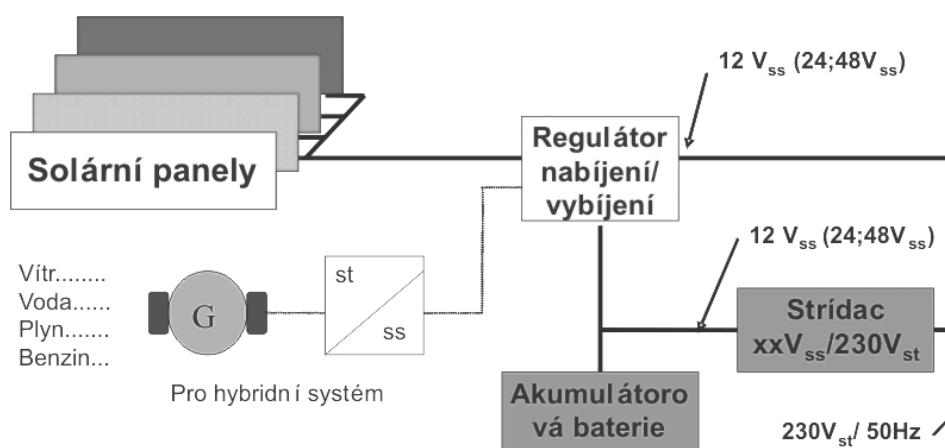 12 Vss (24;48Vss)
Solární panely
Regulátor
nabíjení/
vybíjení
12 Vss (24;48Vss)
Vítr........
Voda......
Plyn.......
Benzin...
G
st
ss
Strídac
xxVss/230Vst
Pro hybridní systém
Akumulátoro
vá baterie
230Vst/ 50Hz